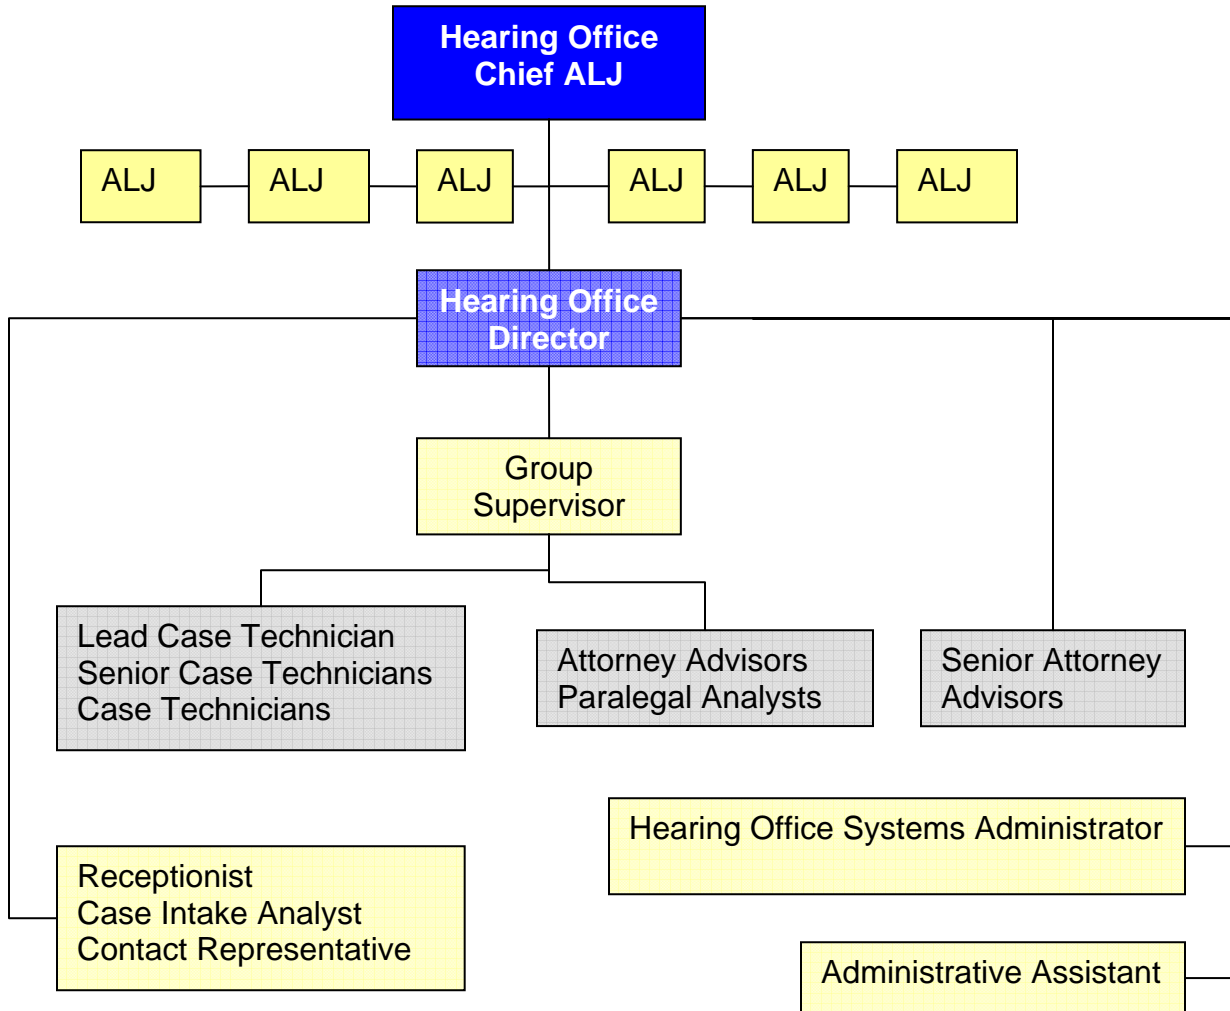 Hearing Office
Chief ALJ
ALJ
ALJ
ALJ
ALJ
ALJ
ALJ
Hearing Office
Director
Group
Supervisor
Lead Case Technician
Senior Case Technicians
Case Technicians
Attorney Advisors
Paralegal Analysts
Senior Attorney
Advisors
Hearing Office Systems Administrator
Receptionist
Case Intake Analyst
Contact Representative
Administrative Assistant